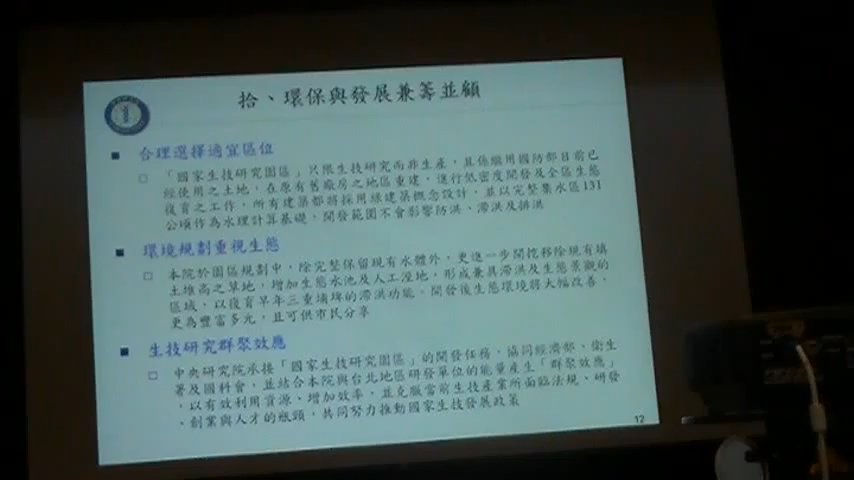 拾、環保與發展兼籌並顧
合理選擇適宜區位
「國家生技研究園區」只限生技研究而非生產，且係繼用國防部目前已
經使用之土地，在原有舊廠房之地區重建，進行低密度開發及全區生態
復育之工作，所有建築都將採用綠建築概念設計，並以完整集水區131
公頃作為水理計算基礎，開發範圍不會影響防洪、滯洪及排洪
環境規劃重視生態
本院於園區規劃中，除完整保留現有水體外，更進一步開挖移除現有填
土堆高之草地，增加生態水池及人工溼地，形成兼具滯洪及生態景觀的
區域，以復育早年三重埔埤的滯洪功能。開發後生態環境將大幅改善，
更為豐富多元，且可供市民分享
生技研究群聚效應
中央研究院承接「國家生技研究園區」的開發任務，協同經濟部、衛生
署及國科會，並結合本院與台北地區研發單位的能量產生「群聚效應」
，以有效利用資源、增加效率，並克服當前生技產業所面臨法規、研發
、創業與人才的瓶頸，共同努力推動國家生技發展政策
12